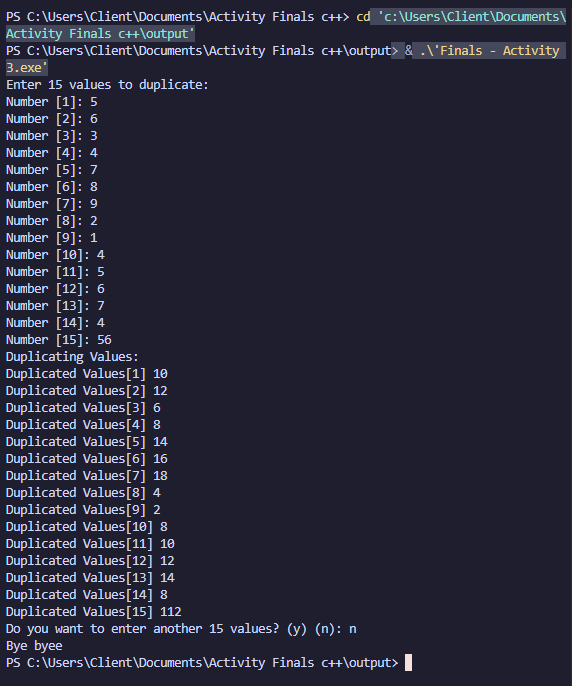 PS C:\Users\Client\Documents\Activity Finals c++> cd 'c:\Users\Client\Documents\
Activity Finals c++\output'
PS C:\Users\Client\Documents\Activity Finals c++\output> & .\'Finals - Activity
3.exe'
Enter 15 values to duplicate:
Number [1]: 5
Number [2]: 6
Number [3]: 3
Number [4]: 4
Number [5]: 7
Number [6]: 8
Number [7]: 9
Number [8]: 2
Number [9]: 1
Number [10]: 4
Number [11]: 5
Number [12]: 6
Number [13]: 7
Number [14]: 4
Number [15]: 56
Duplicating Values:
Duplicated Values[1] 10
Duplicated Values[2] 12
Duplicated Values[3] 6
Duplicated Values[4] 8
Duplicated Values[5] 14
Duplicated Values[6] 16
Duplicated Values[7] 18
Duplicated Values[8] 4
Duplicated Values[9] 2
Duplicated Values[10] 8
Duplicated Values[11] 10
Duplicated Values[12] 12
Duplicated Values[13] 14
Duplicated Values[14] 8
Duplicated Values[15] 112
Do you want to enter another 15 values? (y) (n): n
Bye byee
PS C:\Users\Client\Documents\Activity Finals c++\output>